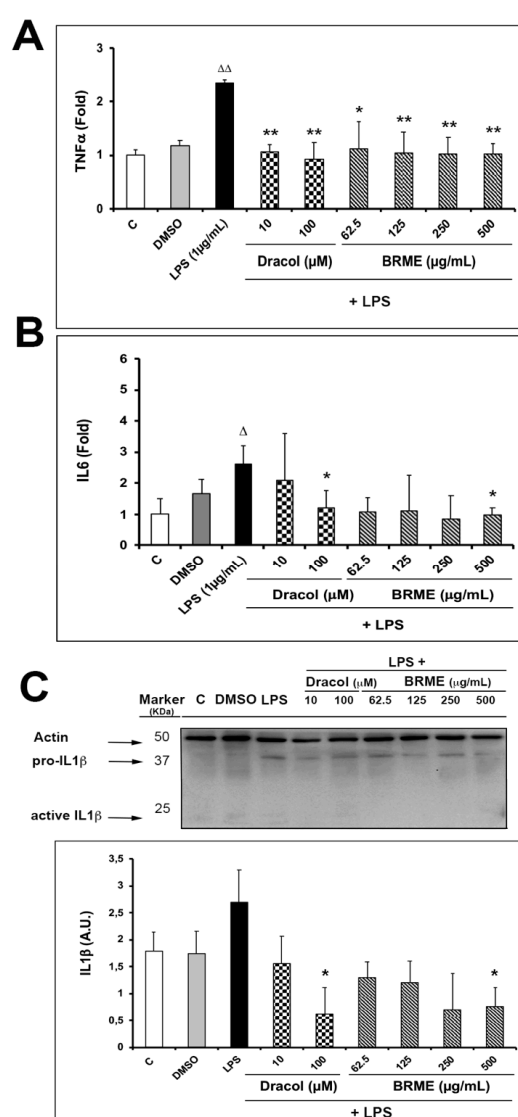 A
TNFα (Fold)
3
2
1
0
ΔΔ
** ** * ** ** **
C DMSO LPS (1µg/mL) 10 100 62.5 125 250 500
Dracol (µM) BRME (µg/mL)
+ LPS
B
IL6 (Fold)
6
5
4
3
2
1
0
Δ
* *
C DMSO LPS (1µg/mL) 10 100 62.5 125 250 500
Dracol (µM) BRME (µg/mL)
+ LPS
C
LPS +
Dracol (µM) BRME (µg/mL)
Marker C DMSO LPS 10 100 62.5 125 250 500
(KDa)
Actin 50
pro-IL1β 37
active IL1β 25
IL1β (A.U.)
3,5
3
2,5
2
1,5
1
0,5
0,0
* *
C DMSO LPS 10 100 62.5 125 250 500
Dracol (µM) BRME (µg/mL)
+ LPS